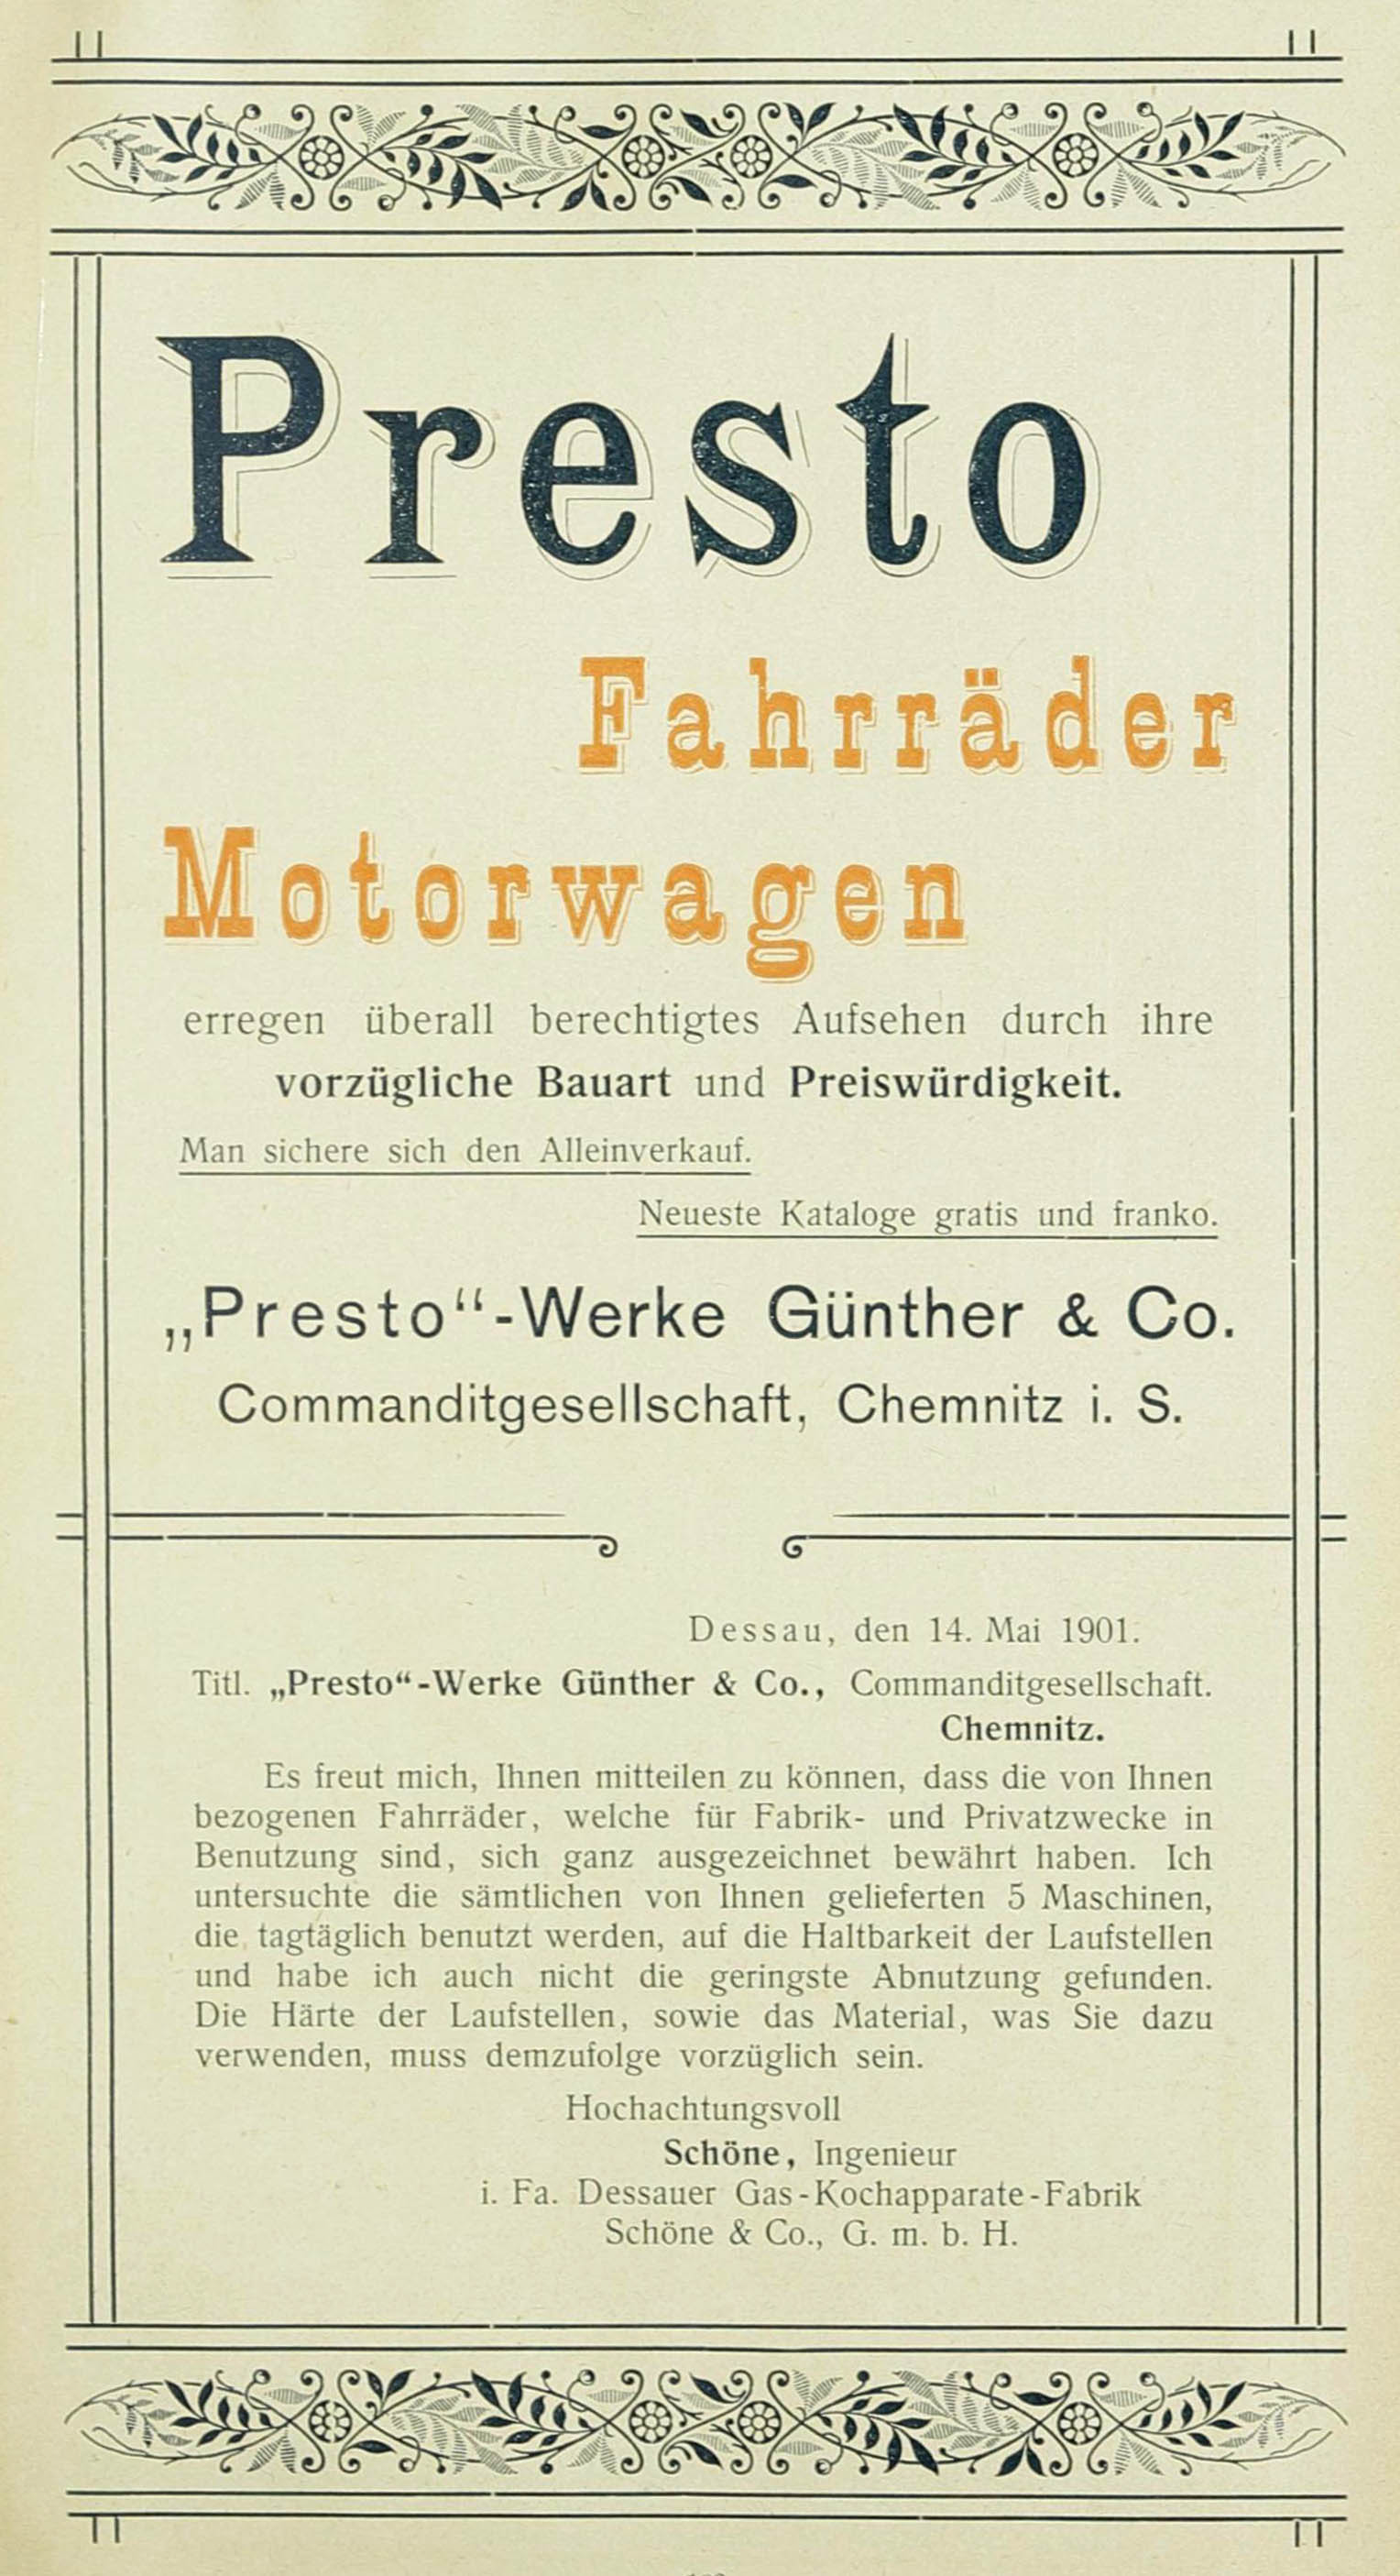 Presto
Fahrräder
Motorwagen
erregen überall berechtigtes Aufsehen durch ihre
vorzügliche Bauart und Preiswürdigkeit.
Man sichere sich den Alleinverkauf.
Neueste Kataloge gratis und franko.
„Presto“-Werke Günther & Co.
Commanditgesellschaft, Chemnitz i. S.
Dessau, den 14. Mai 1901.
Titl. „Presto“-Werke Günther & Co., Commanditgesellschaft.
Chemnitz.
Es freut mich, Ihnen mitteilen zu können, dass die von Ihnen
bezogenen Fahrräder, welche für Fabrik- und Privatzwecke in
Benutzung sind, sich ganz ausgezeichnet bewährt haben. Ich
untersuchte die sämtlichen von Ihnen gelieferten 5 Maschinen,
die tagtäglich benutzt werden, auf die Haltbarkeit der Laufstellen
und habe ich auch nicht die geringste Abnutzung gefunden.
Die Härte der Laufstellen, sowie das Material, was Sie dazu
verwenden, muss demzufolge vorzüglich sein.
Hochachtungsvoll
Schöne, Ingenieur
i. Fa. Dessauer Gas-Kochapparate-Fabrik
Schöne & Co., G. m. b. H.